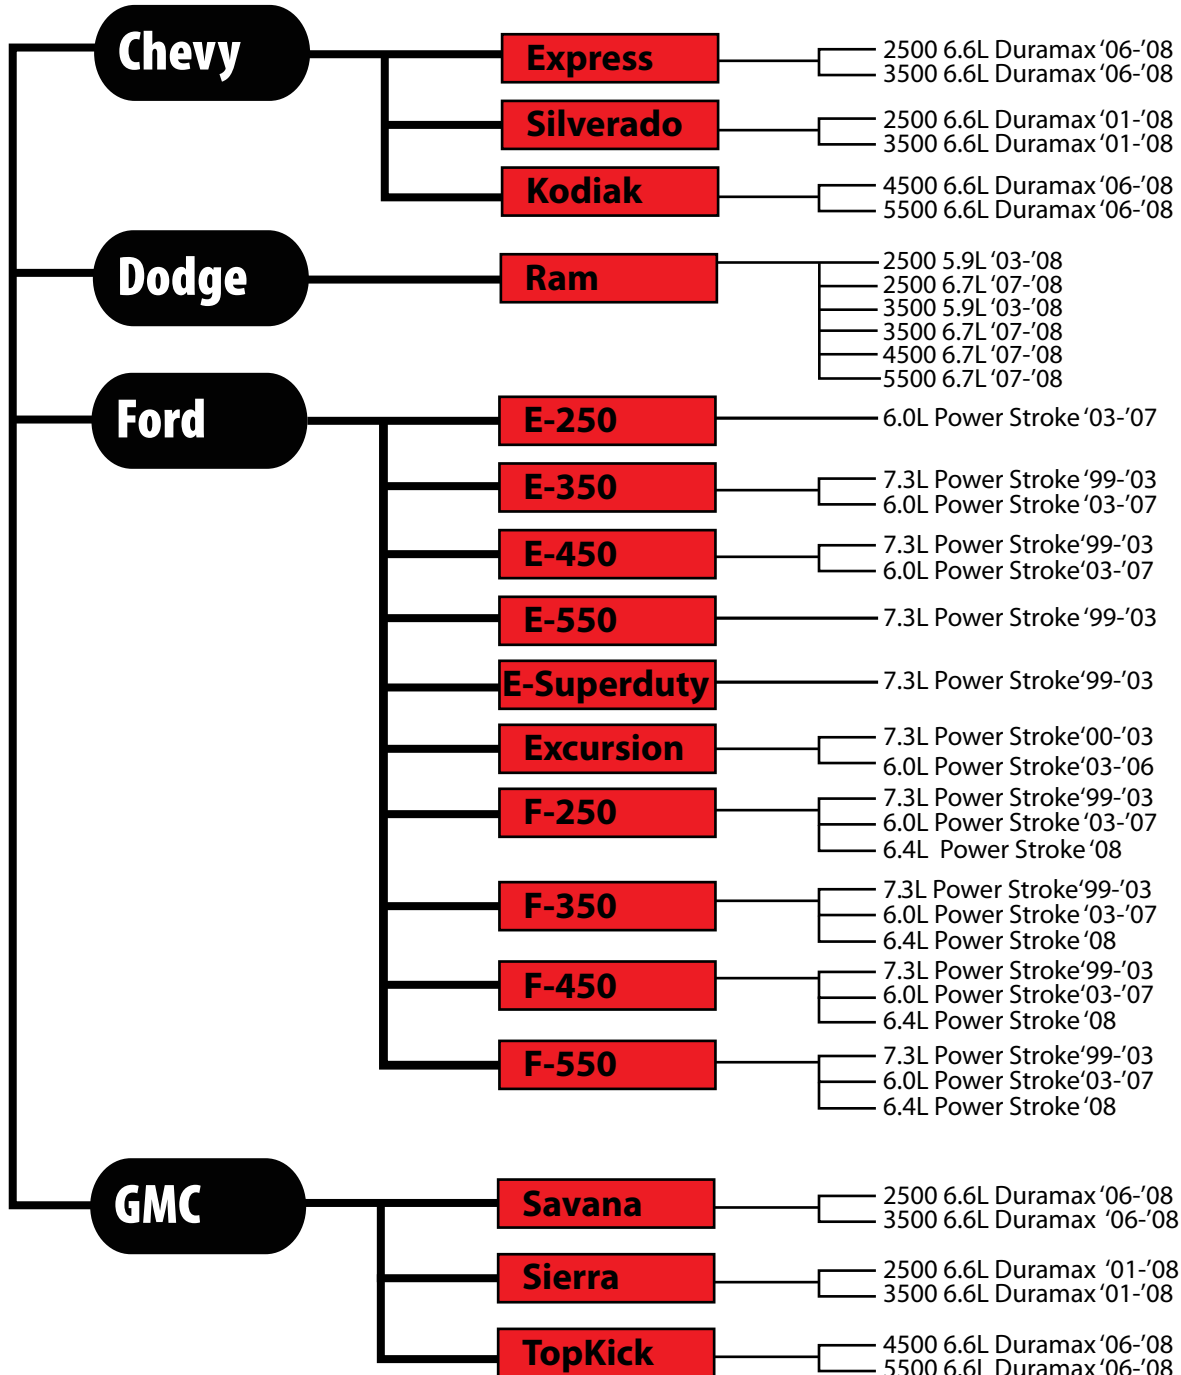 Chevy
Express
2500 6.6L Duramax ‘06-’08
3500 6.6L Duramax ‘06-’08
Silverado
2500 6.6L Duramax ‘01-’08
3500 6.6L Duramax ‘01-’08
Kodiak
4500 6.6L Duramax ‘06-’08
5500 6.6L Duramax ‘06-’08
Dodge
Ram
2500 5.9L ‘03-’08
2500 6.7L ‘07-’08
3500 5.9L ‘03-’08
3500 6.7L ‘07-’08
4500 6.7L ‘07-’08
5500 6.7L ‘07-’08
Ford
E-250
6.0L Power Stroke ‘03-’07
E-350
7.3L Power Stroke ‘99-’03
6.0L Power Stroke ‘03-’07
E-450
7.3L Power Stroke‘99-’03
6.0L Power Stroke‘03-’07
E-550
7.3L Power Stroke ‘99-’03
E-Superduty
7.3L Power Stroke‘99-’03
Excursion
7.3L Power Stroke‘00-’03
6.0L Power Stroke‘03-’06
F-250
7.3L Power Stroke‘99-’03
6.0L Power Stroke ‘03-’07
6.4L Power Stroke ‘08
F-350
7.3L Power Stroke‘99-’03
6.0L Power Stroke ‘03-’07
6.4L Power Stroke ‘08
F-450
7.3L Power Stroke‘99-’03
6.0L Power Stroke‘03-’07
6.4L Power Stroke ‘08
F-550
7.3L Power Stroke‘99-’03
6.0L Power Stroke‘03-’07
6.4L Power Stroke ‘08
GMC
Savana
2500 6.6L Duramax ‘06-’08
3500 6.6L Duramax ‘06-’08
Sierra
2500 6.6L Duramax ‘01-’08
3500 6.6L Duramax ‘01-’08
TopKick
4500 6.6L Duramax ‘06-’08
5500 6.6L Duramax ‘06-’08